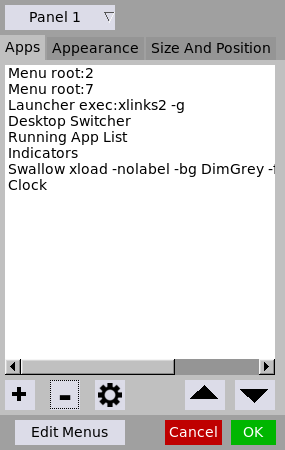 Panel 1
Apps Appearance Size And Position
Menu root:2
Menu root:7
Launcher exec:xlinks2 -g
Desktop Switcher
Running App List
Indicators
Swallow xload -nolabel -bg DimGrey -f
Clock
+ -
Edit Menus Cancel OK